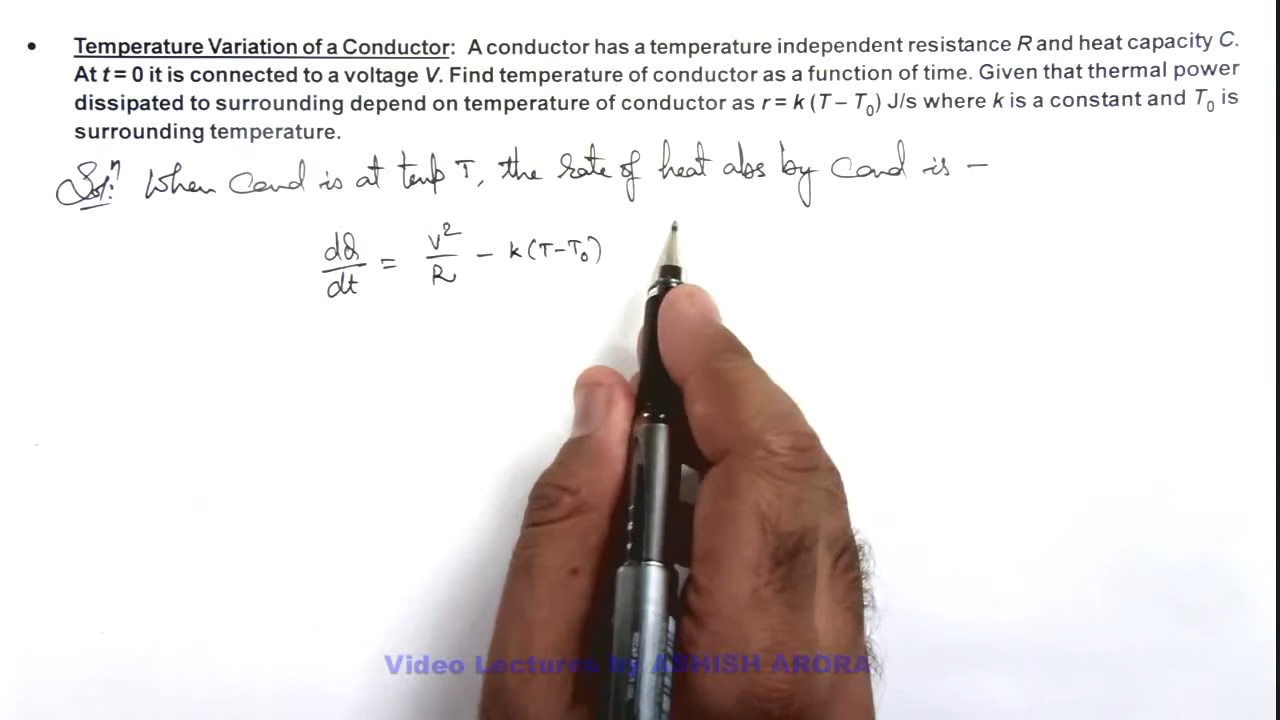 • Temperature Variation of a Conductor: A conductor has a temperature independent resistance R and heat capacity C.
At t = 0 it is connected to a voltage V. Find temperature of conductor as a function of time. Given that thermal power
dissipated to surrounding depend on temperature of conductor as r = k (T – T₀) J/s where k is a constant and T₀ is
surrounding temperature.
Solⁿ: When Cond is at temp T, the rate of heat abs by Cond is –
dQ/dt = V²/R – k(T–T₀)
Video Lectures by ASHISH ARORA